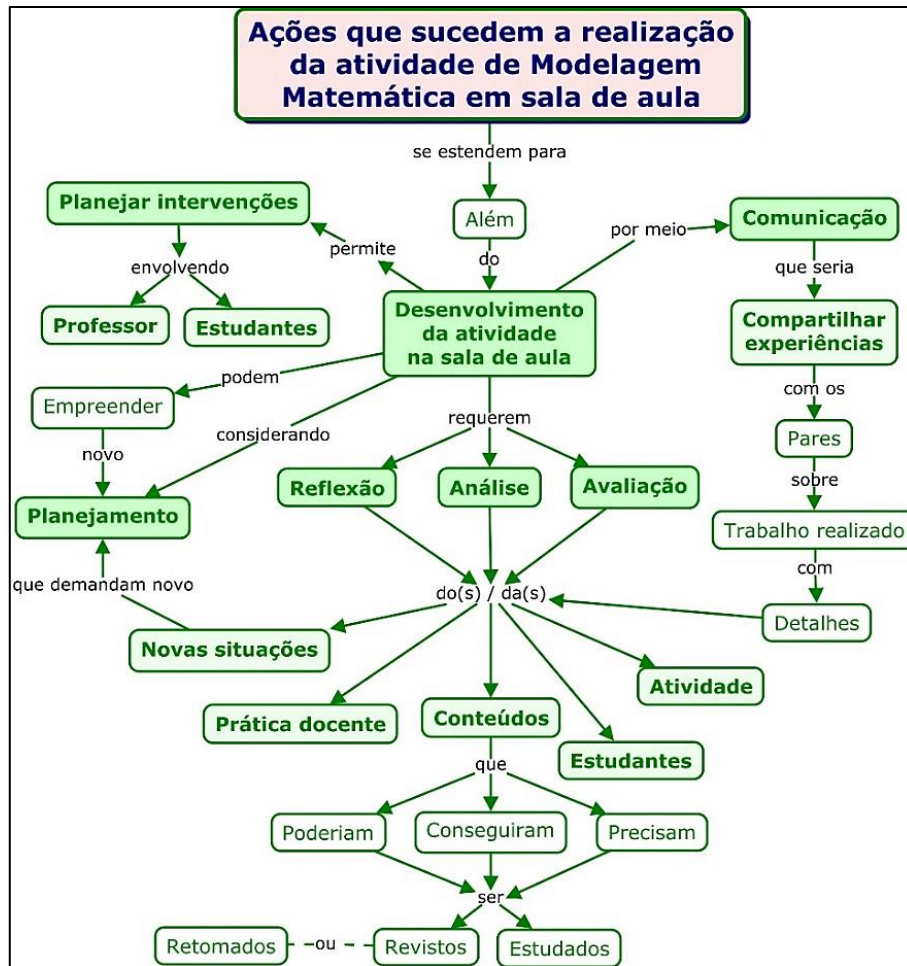 Ações que sucedem a realização
da atividade de Modelagem
Matemática em sala de aula
se estendem para
Planejar intervenções
Além
Comunicação
permite
do
por meio
envolvendo
que seria
Professor
Estudantes
Desenvolvimento
da atividade
na sala de aula
Compartilhar
experiências
podem
com os
Empreender
considerando
requerem
Pares
novo
Reflexão
Análise
Avaliação
sobre
Planejamento
Trabalho realizado
que demandam novo
do(s) / da(s)
com
Detalhes
Novas situações
Atividade
Prática docente
Conteúdos
Estudantes
que
Poderiam
Conseguiram
Precisam
ser
Retomados
ou
Revistos
Estudados